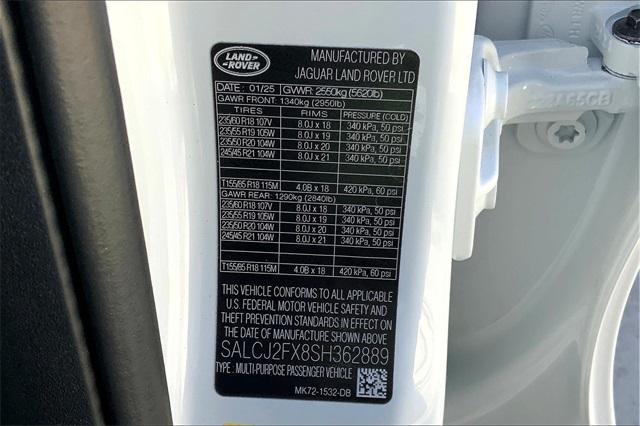 LAND
ROVER
MANUFACTURED BY
JAGUAR LAND ROVER LTD
DATE: 01/25 GWWR: 2550kg (5620lb)
GAWR FRONT: 1340kg (2950lb)
TIRES RIMS PRESSURE (COLD)
235/60 R18 107V 8.0J x 18 340 kPa, 50 psi
235/55 R19 105W 8.0J x 19 340 kPa, 50 psi
235/50 R20 104W 8.0J x 20 340 kPa, 50 psi
245/45 R21 104W 8.0J x 21 340 kPa, 50 psi
T155/85 R18 115M 4.0B x 18 420 kPa, 60 psi
GAWR REAR: 1290kg (2840lb)
235/60 R18 107V 8.0J x 18 340 kPa, 50 psi
235/55 R19 105W 8.0J x 19 340 kPa, 50 psi
235/50 R20 104W 8.0J x 20 340 kPa, 50 psi
245/45 R21 104W 8.0J x 21 340 kPa, 50 psi
T155/85 R18 115M 4.0B x 18 420 kPa, 60 psi
THIS VEHICLE CONFORMS TO ALL APPLICABLE
U.S. FEDERAL MOTOR VEHICLE SAFETY AND
THEFT PREVENTION STANDARDS IN EFFECT ON
THE DATE OF MANUFACTURE SHOWN ABOVE
SALCJ2FX8SH362889
TYPE: MULTI-PURPOSE PASSENGER VEHICLE
MK72-1532-DB